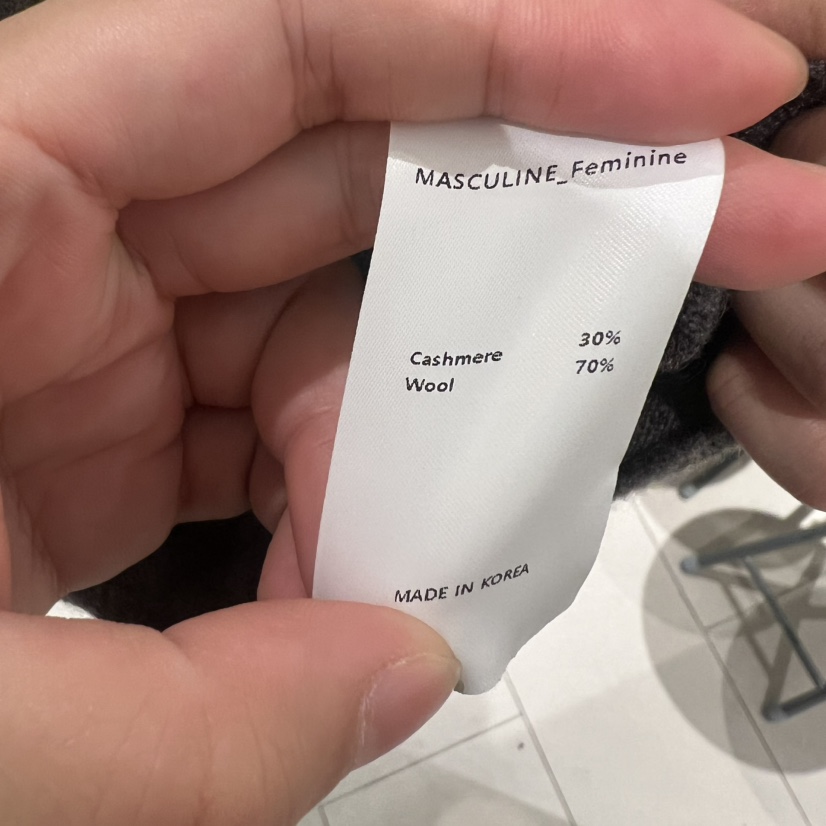 MASCULINE_Feminine
Cashmere 30%
Wool 70%
MADE IN KOREA